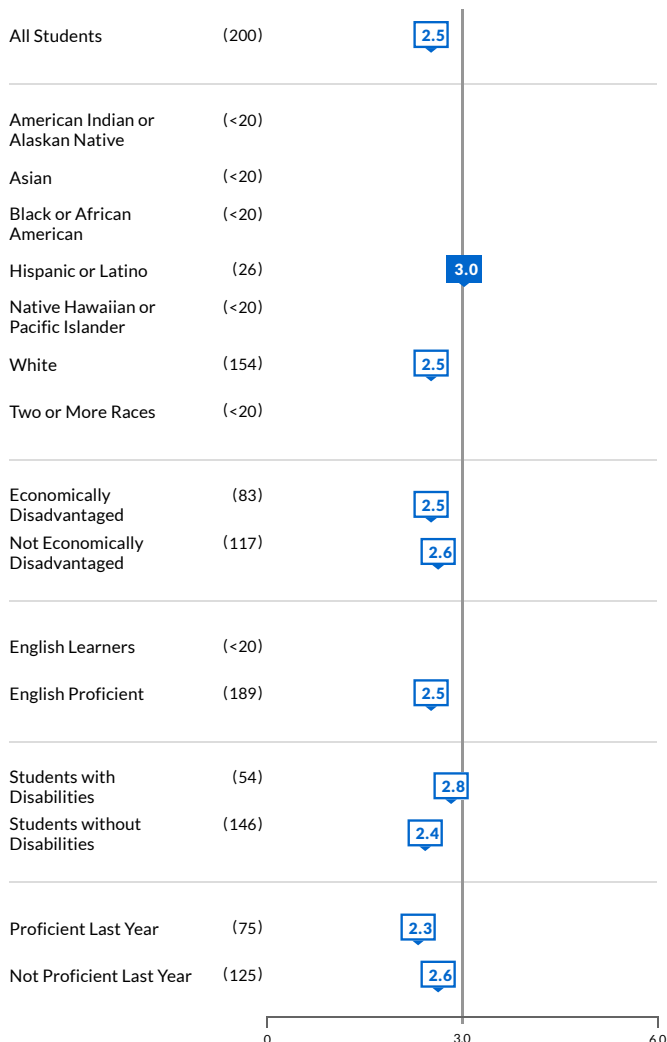 All Students (200) 2.5
American Indian or (<20)
Alaskan Native
Asian (<20)
Black or African (<20)
American
Hispanic or Latino (26) 3.0
Native Hawaiian or (<20)
Pacific Islander
White (154) 2.5
Two or More Races (<20)
Economically (83) 2.5
Disadvantaged
Not Economically (117) 2.6
Disadvantaged
English Learners (<20)
English Proficient (189) 2.5
Students with (54) 2.8
Disabilities
Students without (146) 2.4
Disabilities
Proficient Last Year (75) 2.3
Not Proficient Last Year (125) 2.6
0 3.0 6.0